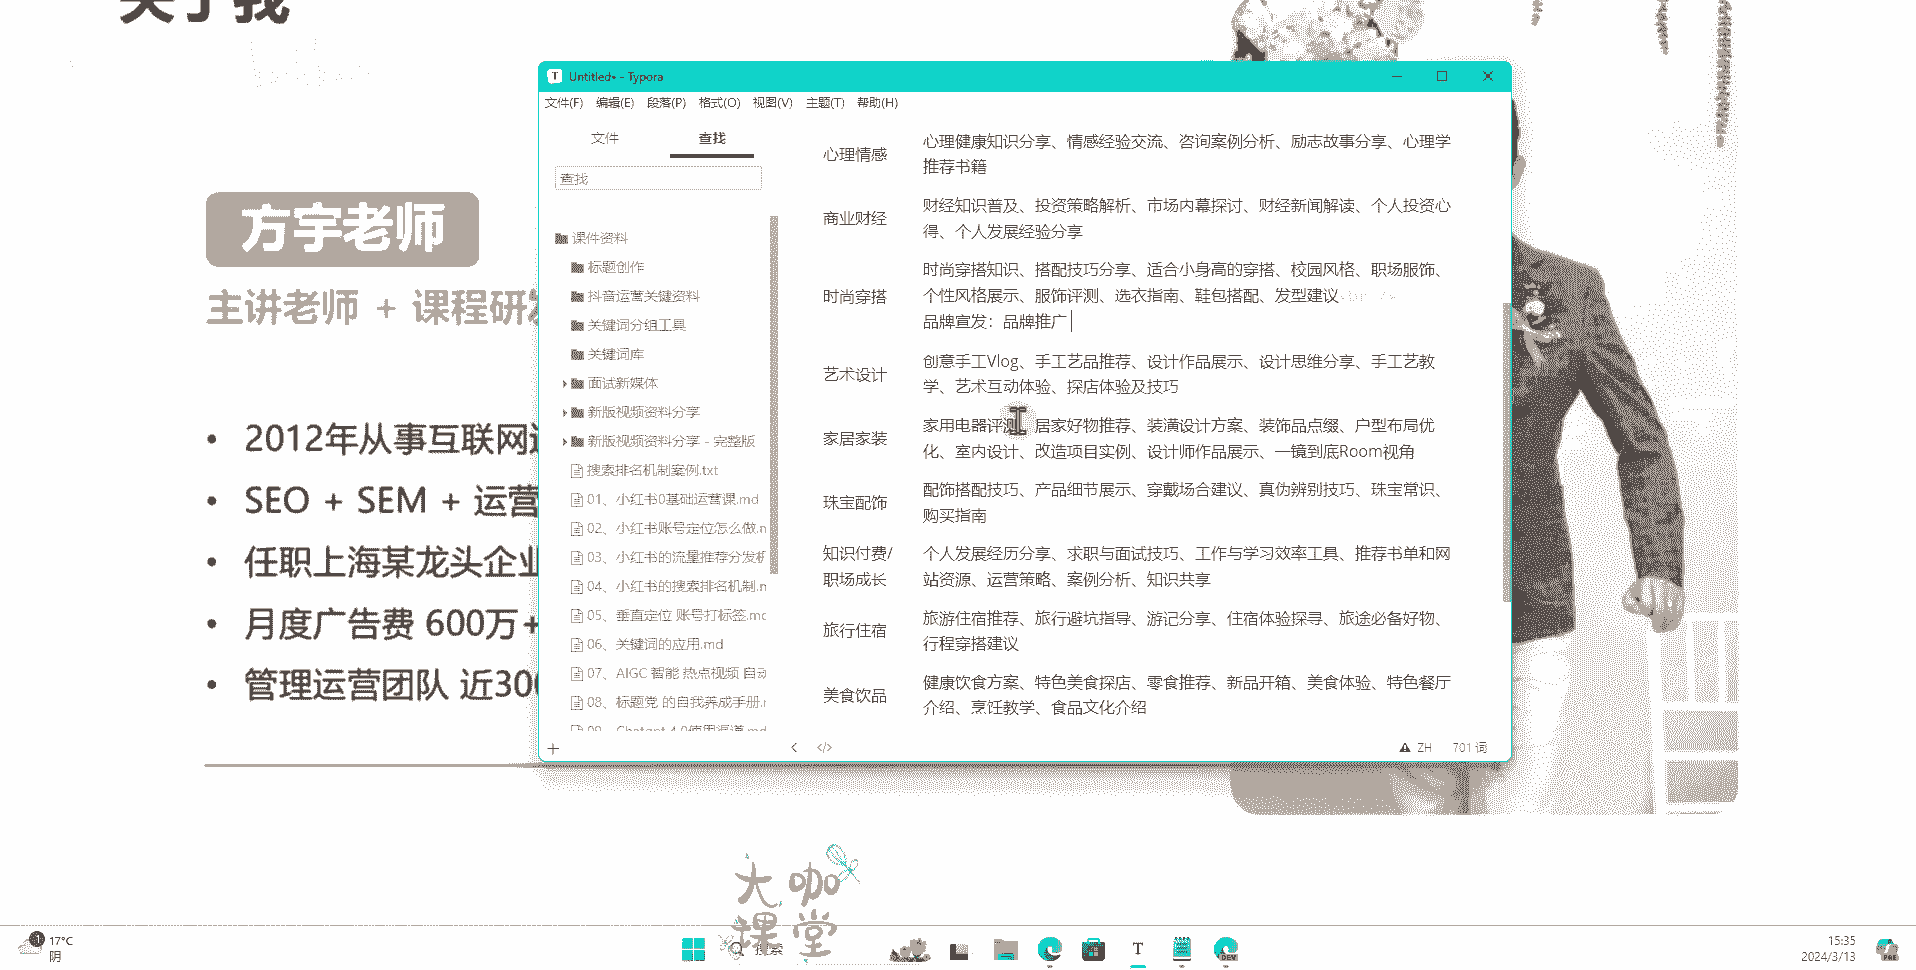 关于我
方宇老师
主讲老师 + 课程研发
• 2012年从事互联网运
• SEO + SEM + 运营
• 任职上海某龙头企业
• 月度广告费 600万+
• 管理运营团队 近300
Untitled• - Typora
文件(F) 编辑(E) 段落(P) 格式(O) 视图(V) 主题(T) 帮助(H)
文件 查找
查找
课件资料
标题创作
抖音运营关键资料
关键词分组工具
关键词库
面试新媒体
新版视频资料分享
新版视频资料分享 - 完整版
搜索排名机制案例.txt
01、小红书0基础运营课.md
02、小红书账号定位怎么做.m
03、小红书的流量推荐分发机
04、小红书的搜索排名机制.m
05、垂直定位 账号打标签.md
06、关键词的应用.md
07、AIGC 智能 热点视频 自动
08、标题党 的自我养成手册.m
09、Chatgpt 4.0使用渠道.md
心理情感
心理健康知识分享、情感经验交流、咨询案例分析、励志故事分享、心理学
推荐书籍
商业财经
财经知识普及、投资策略解析、市场内幕探讨、财经新闻解读、个人投资心
得、个人发展经验分享
时尚穿搭
时尚穿搭知识、搭配技巧分享、适合小身高的穿搭、校园风格、职场服饰、
个性风格展示、服饰评测、选衣指南、鞋包搭配、发型建议
品牌宣发：品牌推广
艺术设计
创意手工Vlog、手工艺品推荐、设计作品展示、设计思维分享、手工艺教
学、艺术互动体验、探店体验及技巧
家居家装
家用电器评测、居家好物推荐、装潢设计方案、装饰品点缀、户型布局优
化、室内设计、改造项目实例、设计师作品展示、一镜到底Room视角
珠宝配饰
配饰搭配技巧、产品细节展示、穿戴场合建议、真伪辨别技巧、珠宝常识、
购买指南
知识付费/
职场成长
个人发展经历分享、求职与面试技巧、工作与学习效率工具、推荐书单和网
站资源、运营策略、案例分析、知识共享
旅行住宿
旅游住宿推荐、旅行避坑指导、游记分享、住宿体验探寻、旅途必备好物、
行程穿搭建议
美食饮品
健康饮食方案、特色美食探店、零食推荐、新品开箱、美食体验、特色餐厅
介绍、烹饪教学、食品文化介绍
ZH 701 词
大咖
课堂
1 17°C
阴
搜索
T
DEV
15:35
2024/3/13
PRE